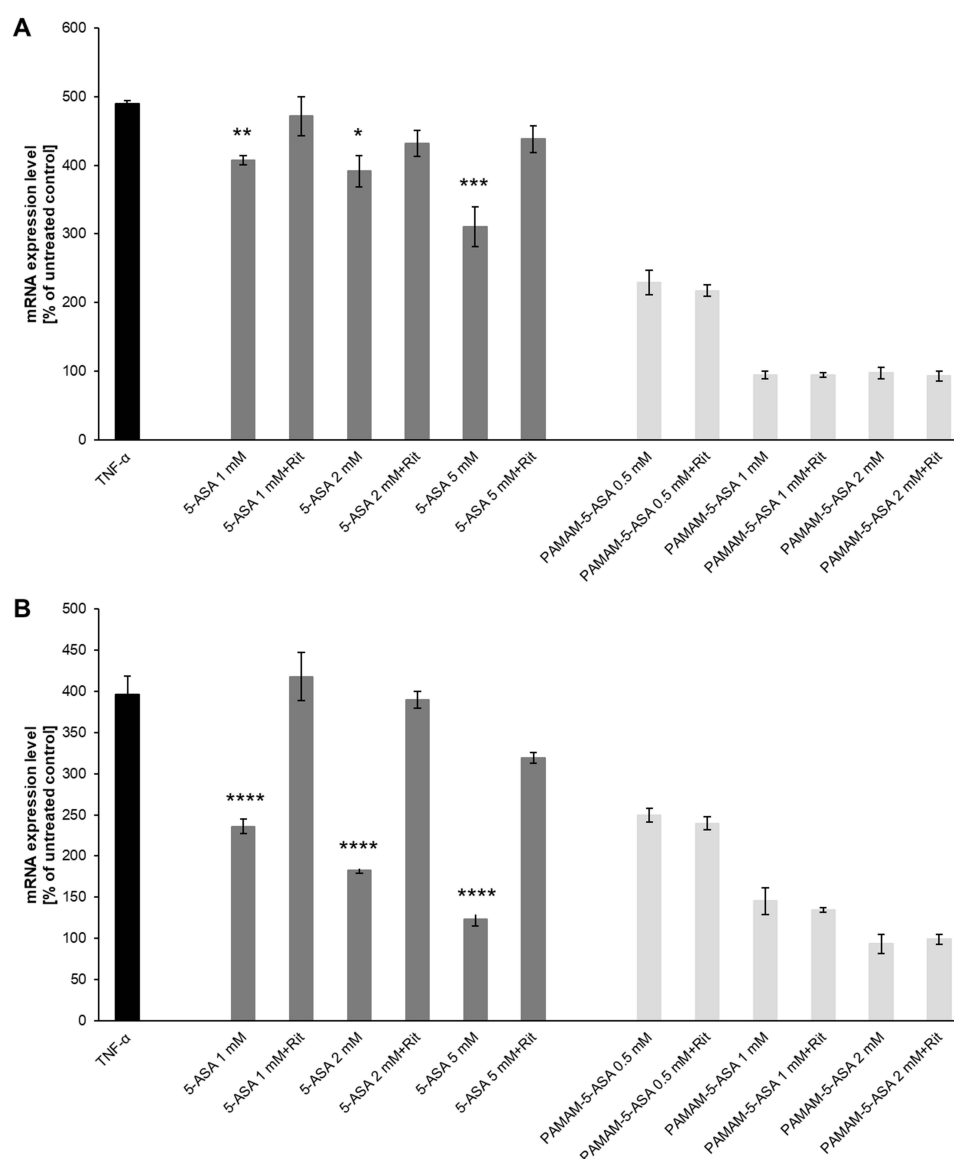 A
mRNA expression level
[% of untreated control]
600
500
400
300
200
100
0
**
*
***
TNF-α
5-ASA 1 mM
5-ASA 1 mM+Rit
5-ASA 2 mM
5-ASA 2 mM+Rit
5-ASA 5 mM
5-ASA 5 mM+Rit
PAMAM-5-ASA 0.5 mM
PAMAM-5-ASA 0.5 mM+Rit
PAMAM-5-ASA 1 mM
PAMAM-5-ASA 1 mM+Rit
PAMAM-5-ASA 2 mM
PAMAM-5-ASA 2 mM+Rit
B
mRNA expression level
[% of untreated control]
500
450
400
350
300
250
200
150
100
50
0
****
****
****
TNF-α
5-ASA 1 mM
5-ASA 1 mM+Rit
5-ASA 2 mM
5-ASA 2 mM+Rit
5-ASA 5 mM
5-ASA 5 mM+Rit
PAMAM-5-ASA 0.5 mM
PAMAM-5-ASA 0.5 mM+Rit
PAMAM-5-ASA 1 mM
PAMAM-5-ASA 1 mM+Rit
PAMAM-5-ASA 2 mM
PAMAM-5-ASA 2 mM+Rit